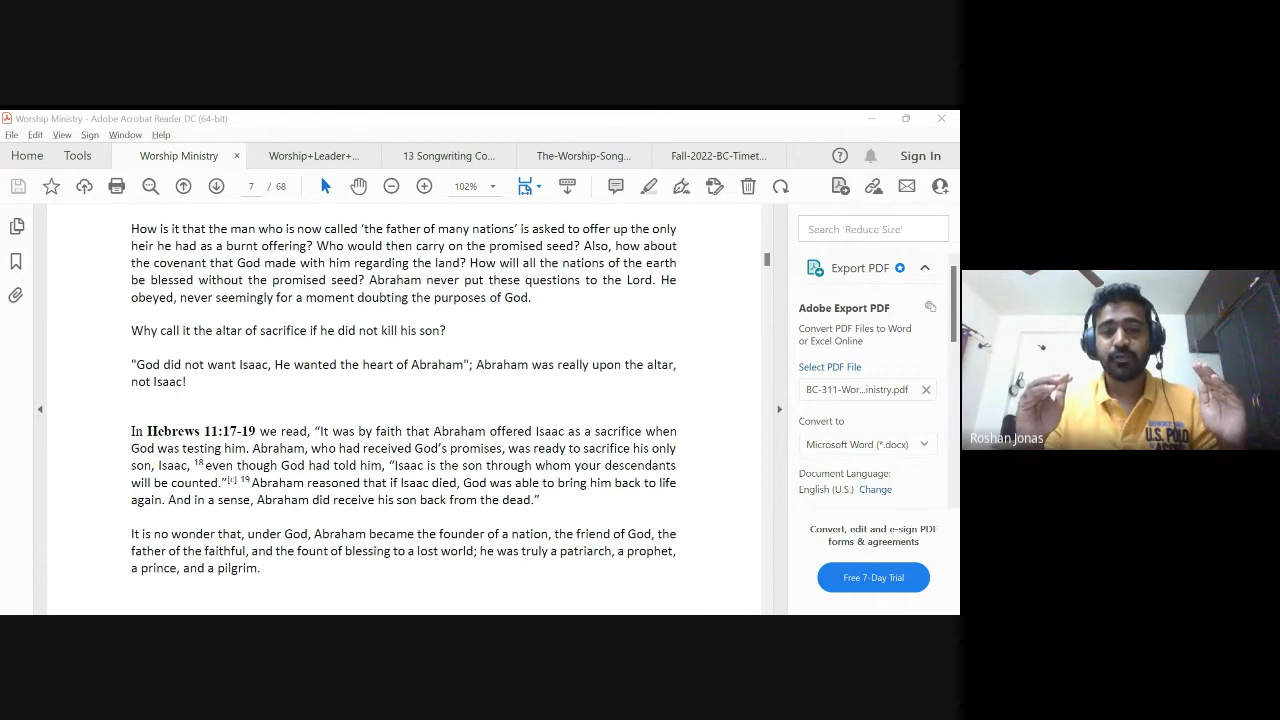 Worship Ministry - Adobe Acrobat Reader DC (64-bit)
File Edit View Sign Window Help
Home Tools Worship Ministry × Worship+Leader+... 13 Songwriting Co... The-Worship-Song... Fall-2022-BC-Timet... Sign In
7 / 68 102%
How is it that the man who is now called ‘the father of many nations’ is asked to offer up the only
heir he had as a burnt offering? Who would then carry on the promised seed? Also, how about
the covenant that God made with him regarding the land? How will all the nations of the earth
be blessed without the promised seed? Abraham never put these questions to the Lord. He
obeyed, never seemingly for a moment doubting the purposes of God.
Why call it the altar of sacrifice if he did not kill his son?
"God did not want Isaac, He wanted the heart of Abraham"; Abraham was really upon the altar,
not Isaac!
In Hebrews 11:17-19 we read, “It was by faith that Abraham offered Isaac as a sacrifice when
God was testing him. Abraham, who had received God’s promises, was ready to sacrifice his only
son, Isaac, 18 even though God had told him, “Isaac is the son through whom your descendants
will be counted.”[c] 19 Abraham reasoned that if Isaac died, God was able to bring him back to life
again. And in a sense, Abraham did receive his son back from the dead.”
It is no wonder that, under God, Abraham became the founder of a nation, the friend of God, the
father of the faithful, and the fount of blessing to a lost world; he was truly a patriarch, a prophet,
a prince, and a pilgrim.
Search 'Reduce Size'
Export PDF
Adobe Export PDF
Convert PDF Files to Word
or Excel Online
Select PDF File
BC-311-Wor...inistry.pdf
Convert to
Microsoft Word (*.docx)
Document Language:
English (U.S.) Change
Convert, edit and e-sign PDF
forms & agreements
Free 7-Day Trial
Roshan Jonas
U.S. POLO